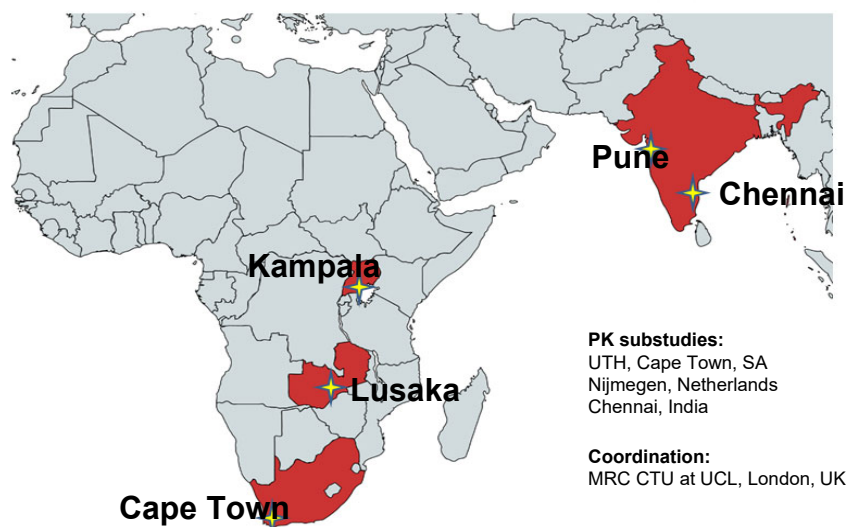 Pune
Chennai
Kampala
Lusaka
Cape Town
PK substudies:
UTH, Cape Town, SA
Nijmegen, Netherlands
Chennai, India
Coordination:
MRC CTU at UCL, London, UK